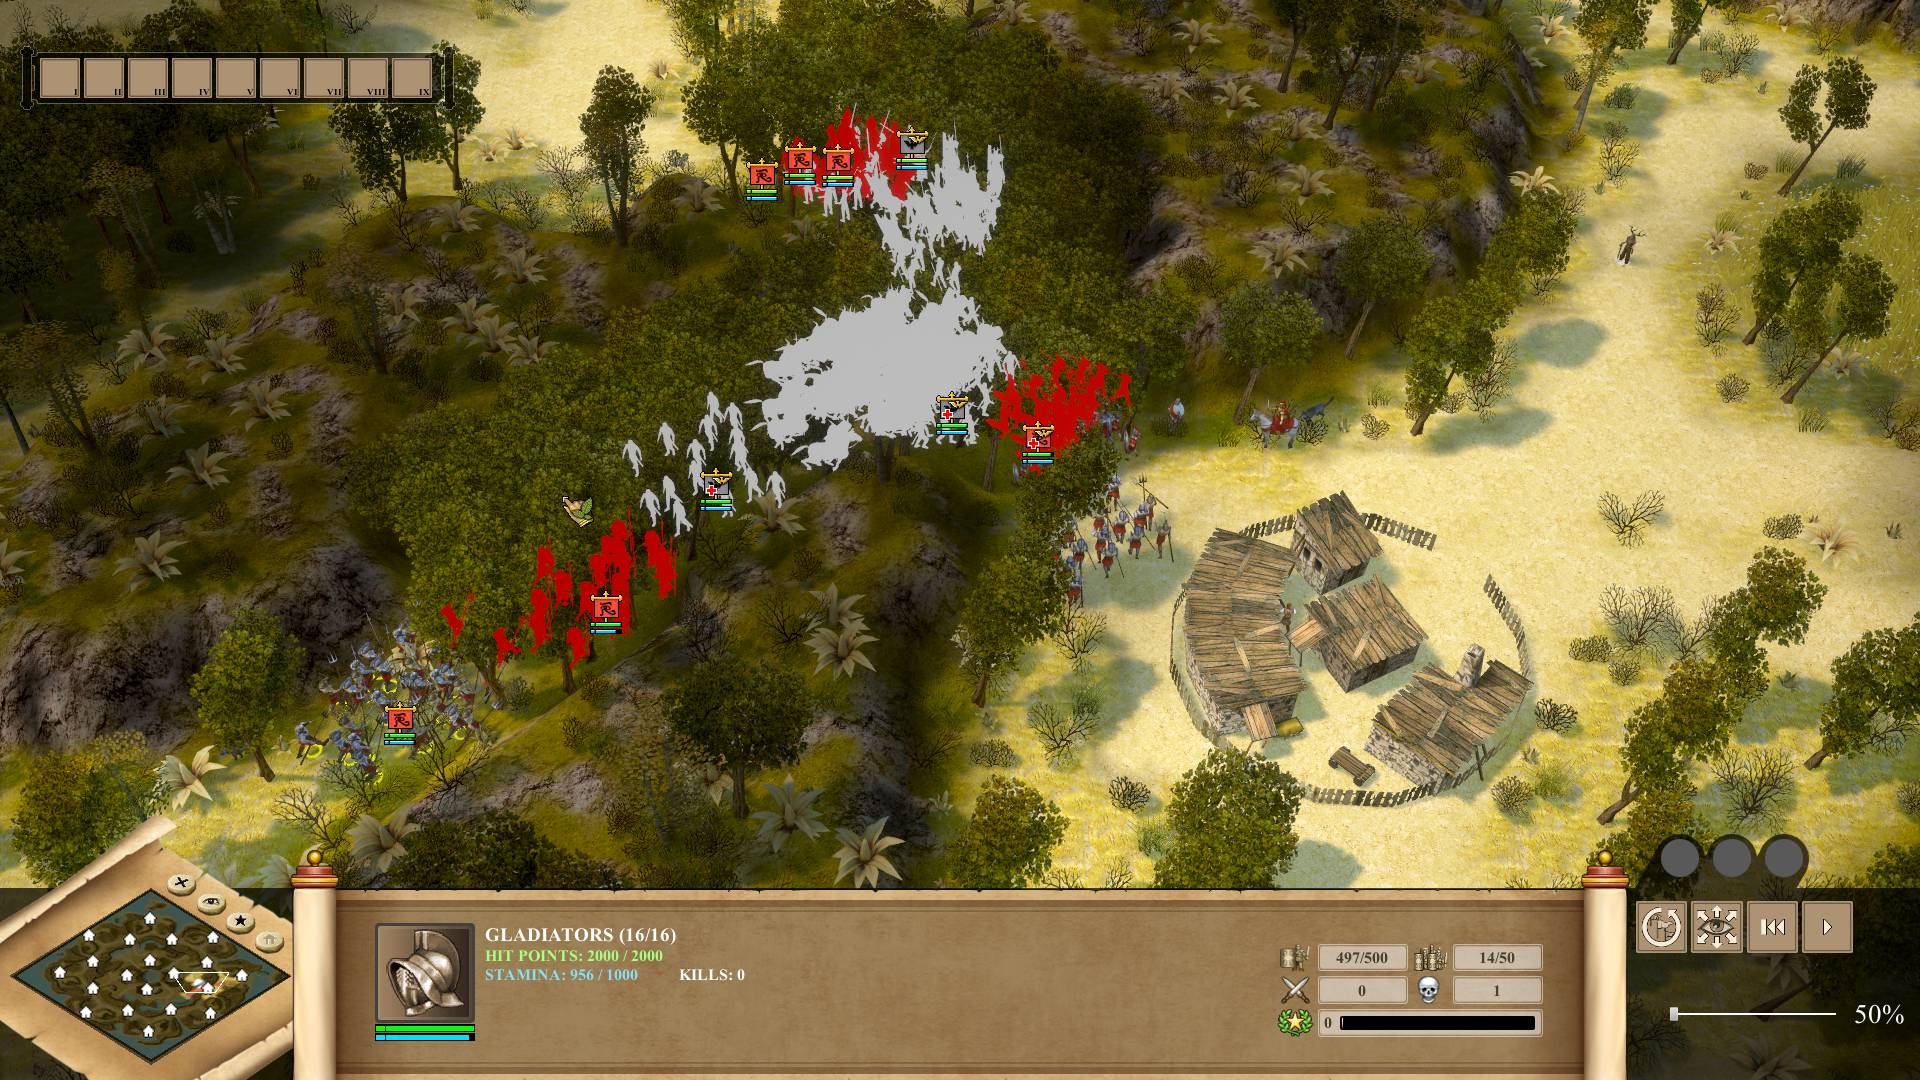 I II III IV V VI VII VIII IX
GLADIATORS (16/16)
HIT POINTS: 2000 / 2000
STAMINA: 956 / 1000 KILLS: 0
497/500 14/50
0 1
0
50%